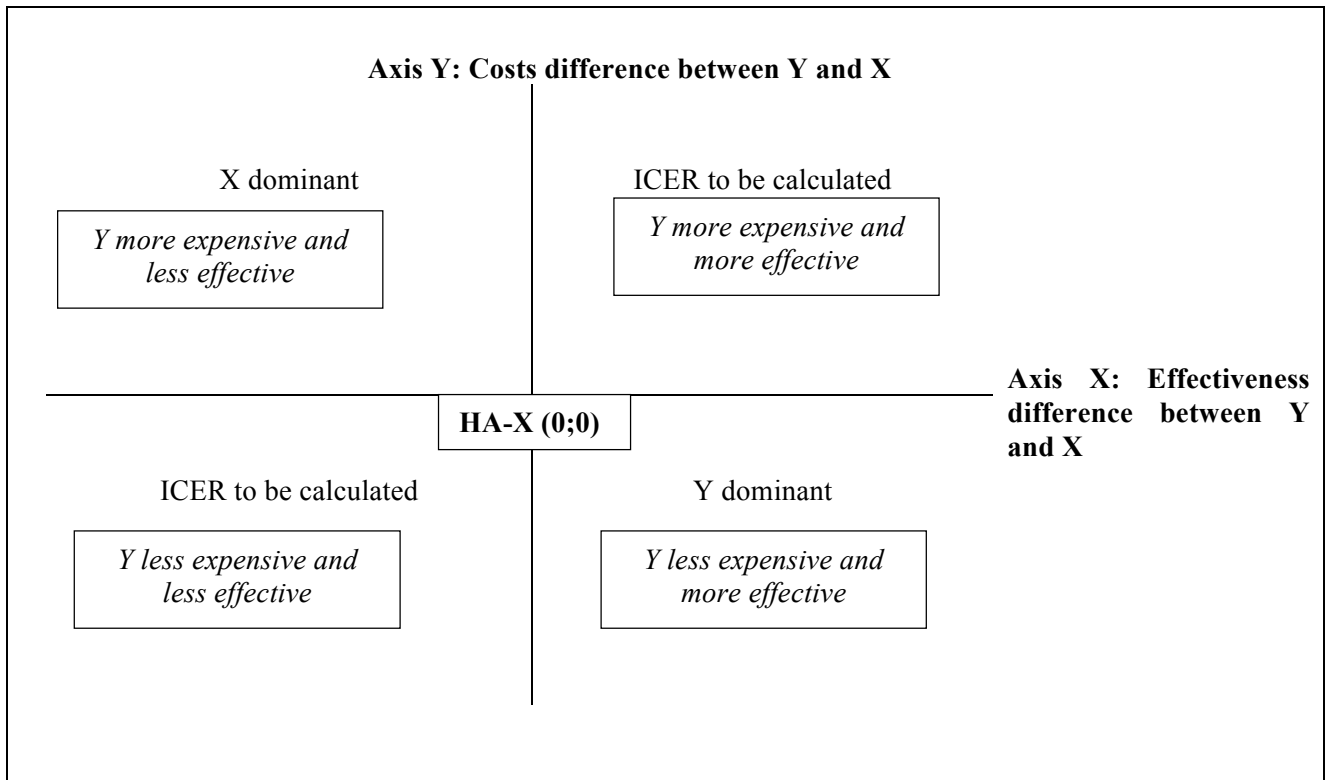 Axis Y: Costs difference between Y and X
X dominant
Y more expensive and
less effective
ICER to be calculated
Y more expensive and
more effective
Axis X: Effectiveness
difference between Y
and X
HA-X (0;0)
ICER to be calculated
Y less expensive and
less effective
Y dominant
Y less expensive and
more effective